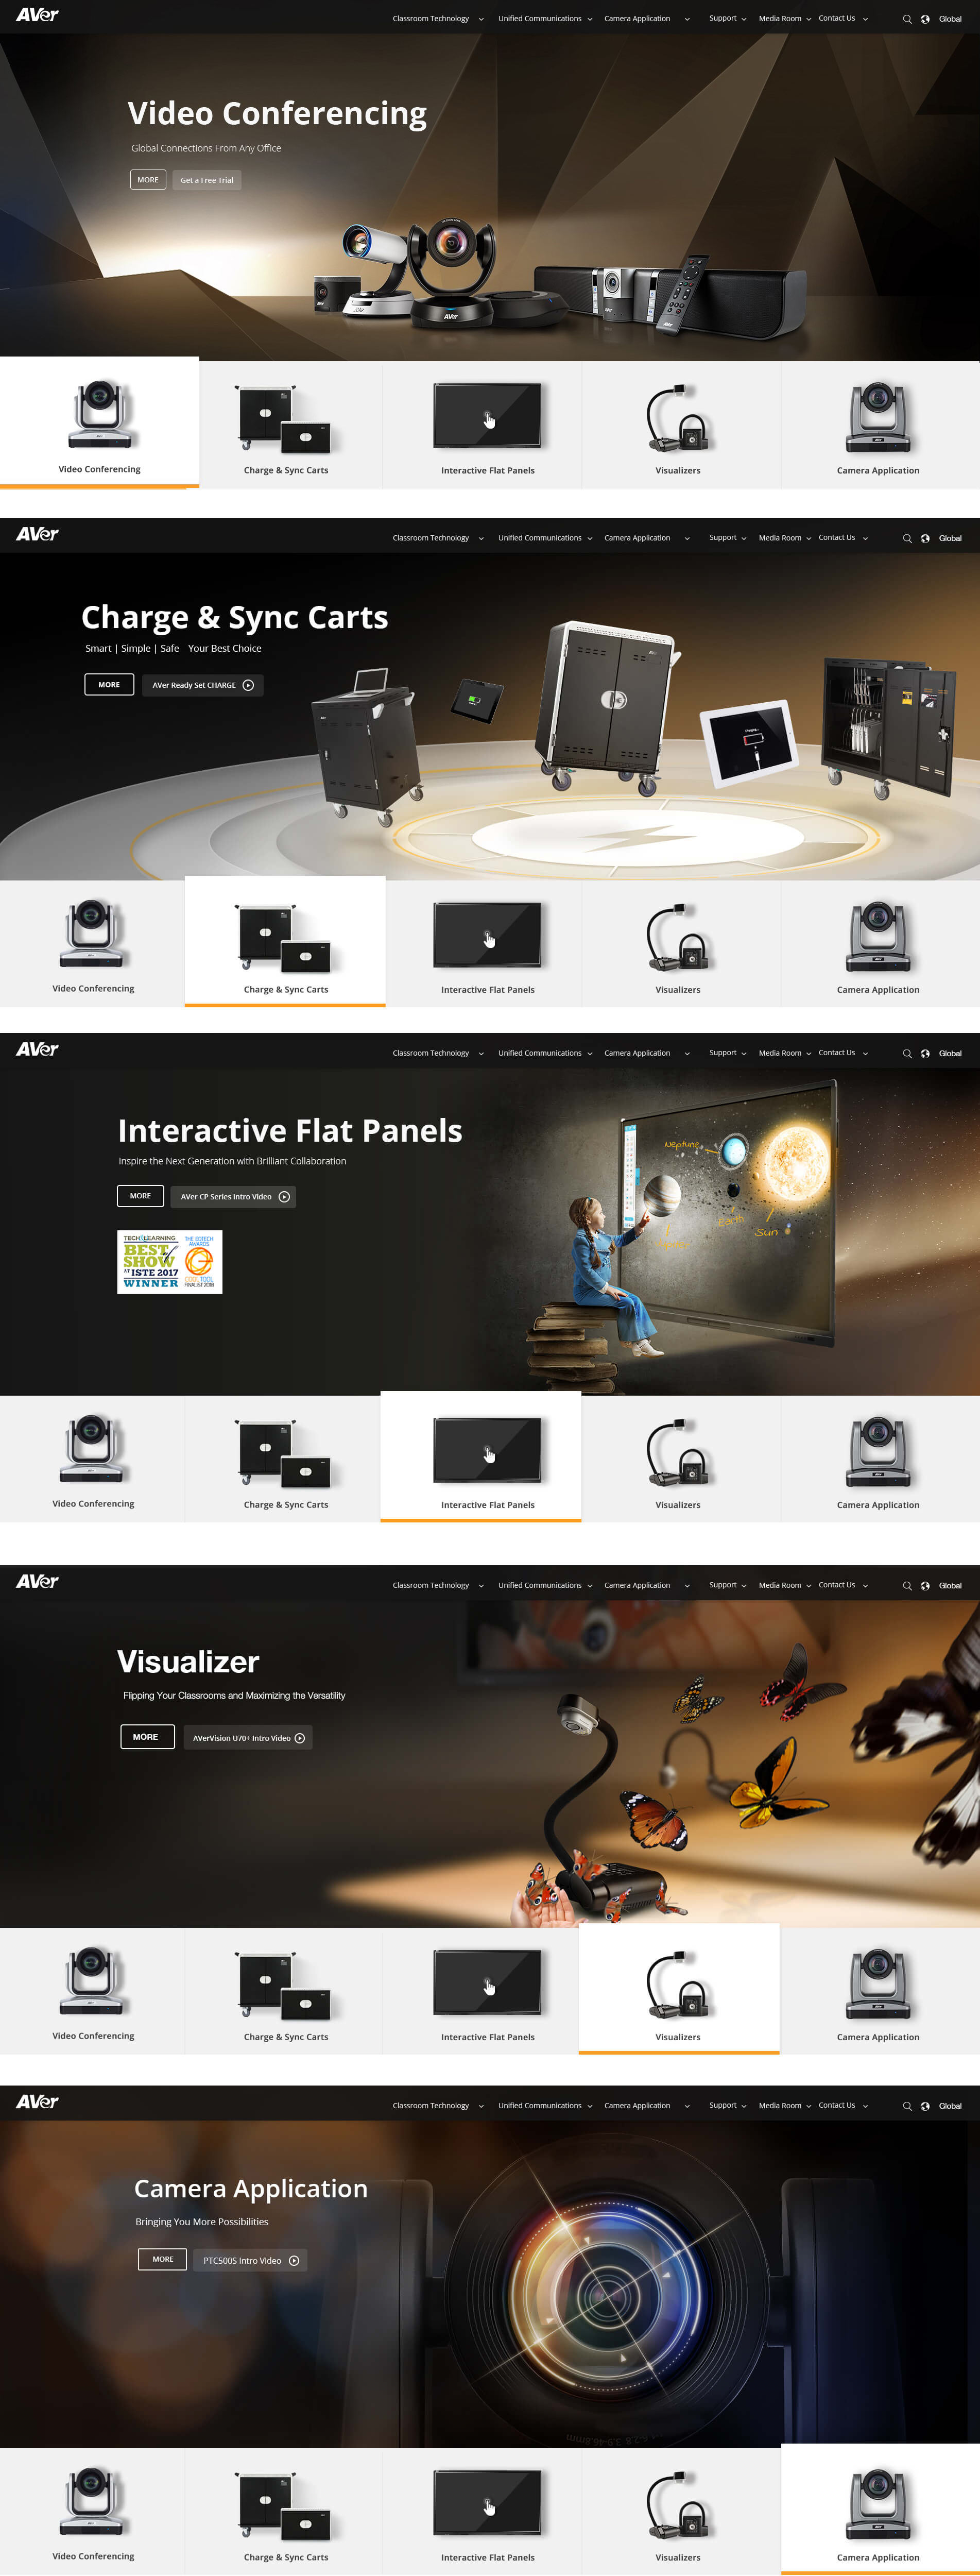 AVer
Classroom Technology
Unified Communications
Camera Application
Support
Media Room
Contact Us
Global
Video Conferencing
Global Connections From Any Office
MORE
Get a Free Trial
AVer
Video Conferencing
Charge & Sync Carts
Interactive Flat Panels
Visualizers
Camera Application
AVer
Classroom Technology
Unified Communications
Camera Application
Support
Media Room
Contact Us
Global
Charge & Sync Carts
Smart | Simple | Safe Your Best Choice
MORE
AVer Ready Set CHARGE
Video Conferencing
Charge & Sync Carts
Interactive Flat Panels
Visualizers
Camera Application
AVer
Classroom Technology
Unified Communications
Camera Application
Support
Media Room
Contact Us
Global
Interactive Flat Panels
Inspire the Next Generation with Brilliant Collaboration
MORE
AVer CP Series Intro Video
TECH&LEARNING
BEST
of
SHOW
AT ISTE 2017
WINNER
THE EDTECH
AWARDS
COOL TOOL
FINALIST 2018
Neptune
Earth
Sun
Video Conferencing
Charge & Sync Carts
Interactive Flat Panels
Visualizers
Camera Application
AVer
Classroom Technology
Unified Communications
Camera Application
Support
Media Room
Contact Us
Global
Visualizer
Flipping Your Classrooms and Maximizing the Versatility
MORE
AVerVision U70+ Intro Video
Video Conferencing
Charge & Sync Carts
Interactive Flat Panels
Visualizers
Camera Application
AVer
Classroom Technology
Unified Communications
Camera Application
Support
Media Room
Contact Us
Global
Camera Application
Bringing You More Possibilities
MORE
PTC500S Intro Video
Video Conferencing
Charge & Sync Carts
Interactive Flat Panels
Visualizers
Camera Application